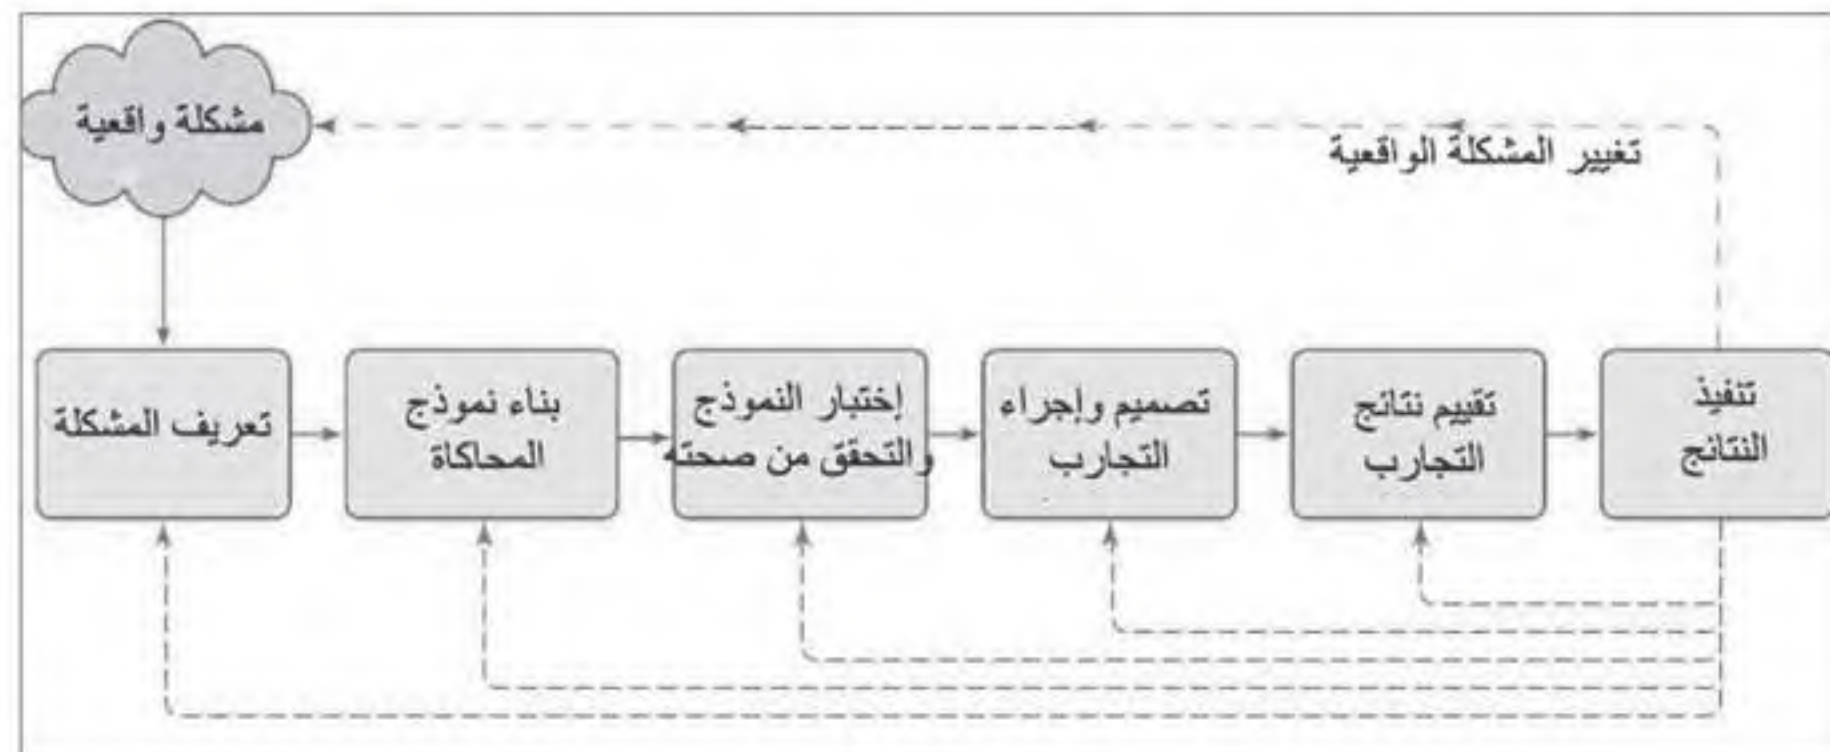 مشكلة واقعية
تغيير المشكلة الواقعية
تعريف المشكلة
بناء نموذج
المحاكاة
إختبار النموذج
والتحقق من صحته
تصميم وإجراء
التجارب
تقييم نتائج
التجارب
تنفيذ
النتائج